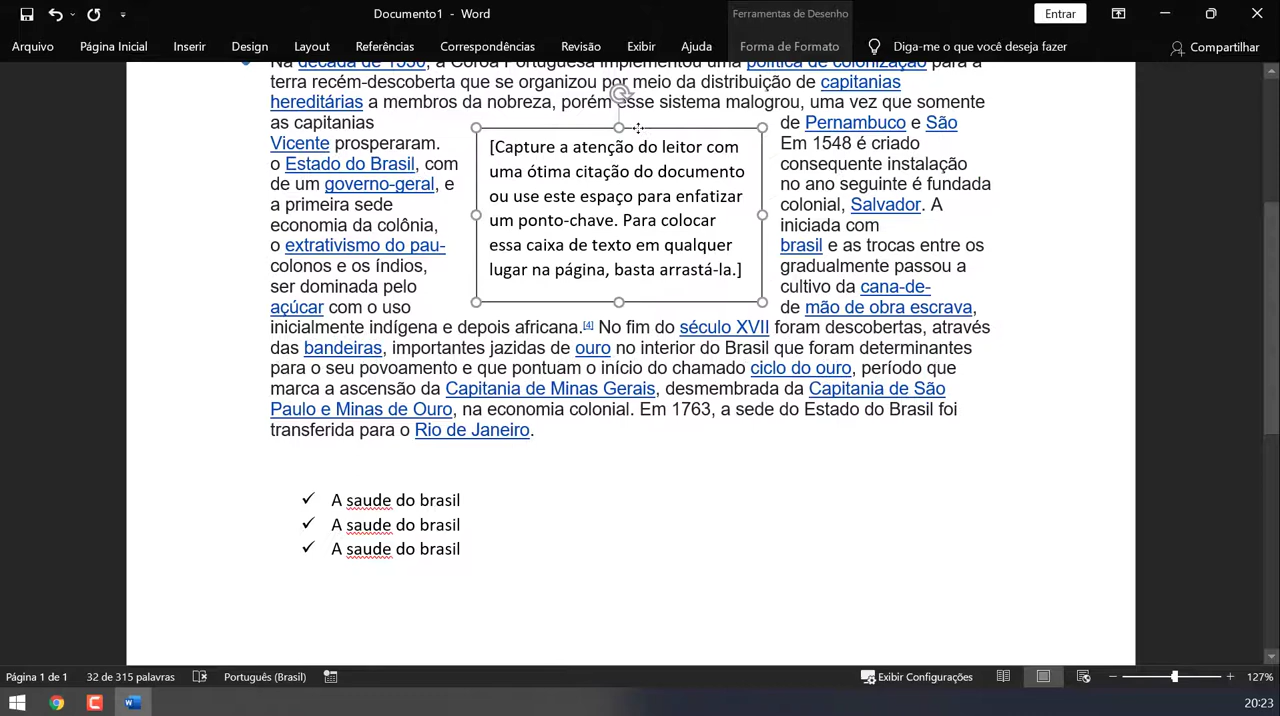 Documento1 - Word
Ferramentas de Desenho
Entrar
Arquivo Página Inicial Inserir Design Layout Referências Correspondências Revisão Exibir Ajuda Forma de Formato Diga-me o que você deseja fazer Compartilhar
Na década de 1530, a Coroa Portuguesa implementou uma política de colonização para a
terra recém-descoberta que se organizou por meio da distribuição de capitanias
hereditárias a membros da nobreza, porém esse sistema malogrou, uma vez que somente
as capitanias de Pernambuco e São
Vicente prosperaram. Em 1548 é criado
o Estado do Brasil, com consequente instalação
de um governo-geral, e no ano seguinte é fundada
a primeira sede colonial, Salvador. A
economia da colônia, iniciada com
o extrativismo do pau- brasil e as trocas entre os
colonos e os índios, gradualmente passou a
ser dominada pelo cultivo da cana-de-
açúcar com o uso de mão de obra escrava,
inicialmente indígena e depois africana.[4] No fim do século XVII foram descobertas, através
das bandeiras, importantes jazidas de ouro no interior do Brasil que foram determinantes
para o seu povoamento e que pontuam o início do chamado ciclo do ouro, período que
marca a ascensão da Capitania de Minas Gerais, desmembrada da Capitania de São
Paulo e Minas de Ouro, na economia colonial. Em 1763, a sede do Estado do Brasil foi
transferida para o Rio de Janeiro.
[Capture a atenção do leitor com
uma ótima citação do documento
ou use este espaço para enfatizar
um ponto-chave. Para colocar
essa caixa de texto em qualquer
lugar na página, basta arrastá-la.]
✓ A saude do brasil
✓ A saude do brasil
✓ A saude do brasil
Página 1 de 1 32 de 315 palavras Português (Brasil) Exibir Configurações 127%
20:23